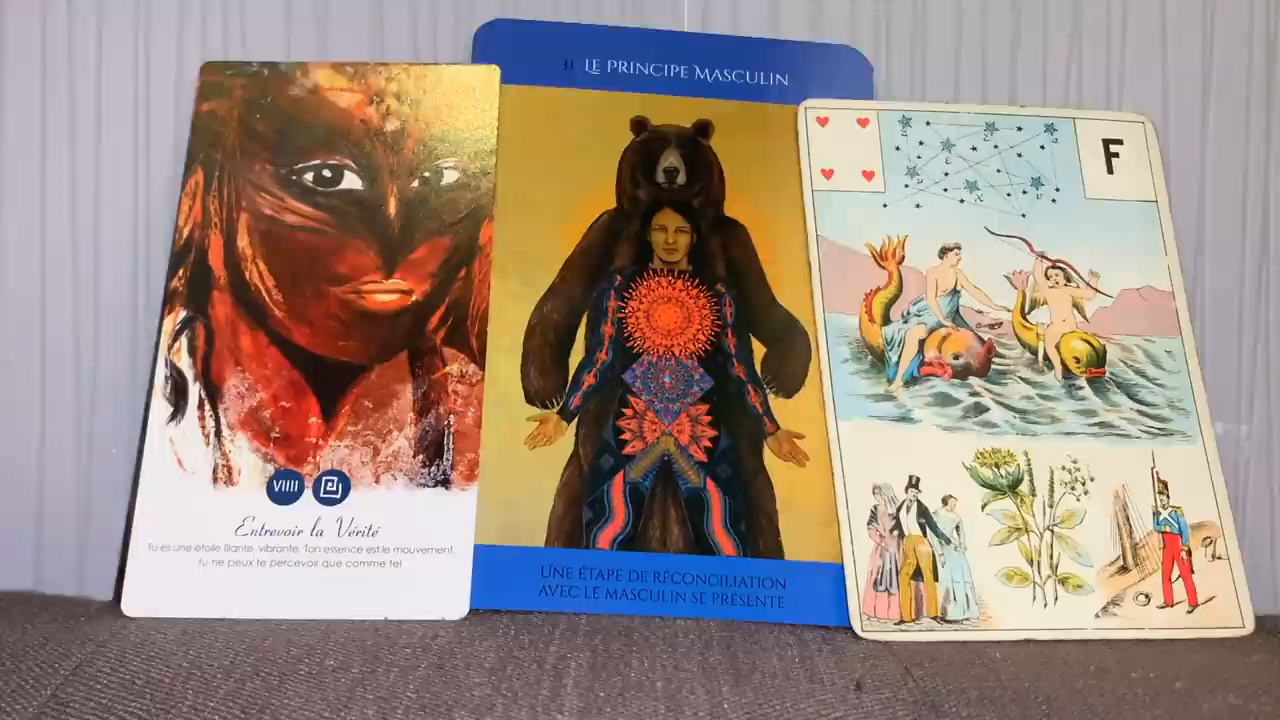 VIIII
Entrevoir la Vérité
Tu es une étoile filante, vibrante. Ton essence est le mouvement,
tu ne peux te percevoir que comme tel
II LE PRINCIPE MASCULIN
UNE ÉTAPE DE RÉCONCILIATION
AVEC LE MASCULIN SE PRÉSENTE
F